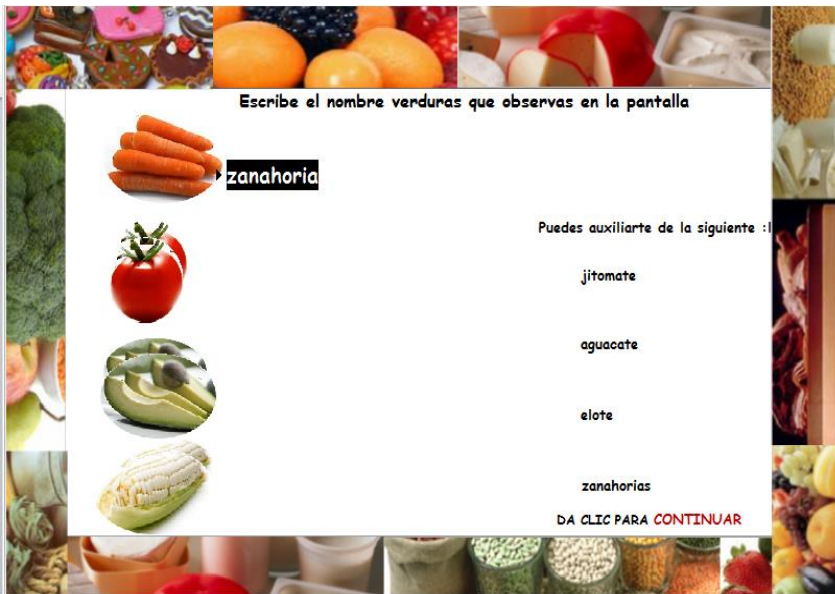 Escribe el nombre verduras que observas en la pantalla
zanahoria
Puedes auxiliarte de la siguiente :l
jitomate
aguacate
elote
zanahorias
DA CLIC PARA CONTINUAR